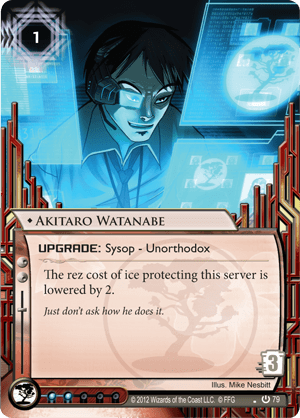 1
◆ AKITARO WATANABE
UPGRADE: Sysop - Unorthodox
The rez cost of ice protecting this server is
lowered by 2.
Just don't ask how he does it.
3
Illus. Mike Nesbitt
© 2012 Wizards of the Coast LLC. © FFG
79